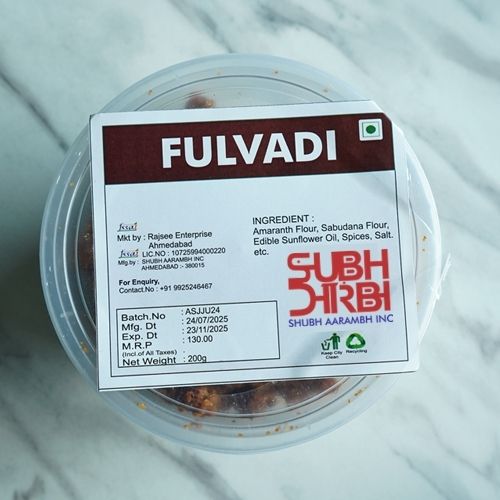 FULVADI
fssai
Mkt by : Rajsee Enterprise
Ahmedabad
fssai LIC.NO : 10725994000220
Mfg.by : SHUBH AARAMBH INC
AHMEDABAD :- 380015
For Enquiry,
Contact.No : +91 9925246467
INGREDIENT :
Amaranth Flour, Sabudana Flour,
Edible Sunflower Oil, Spices, Salt.
etc.
Batch.No : ASJJU24
Mfg. Dt : 24/07/2025
Exp. Dt : 23/11/2025
M.R.P : 130.00
(Incl.of All Taxes)
Net Weight : 200g
SHUBH AARAMBH INC
Keep City
Clean
Recycling